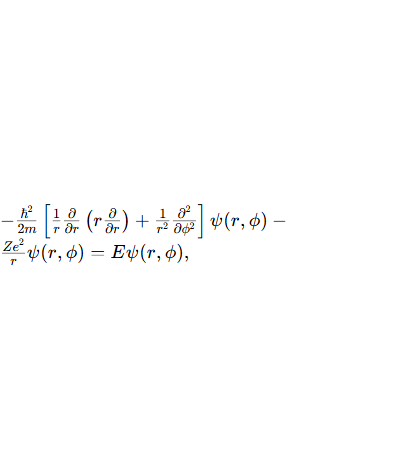 $-\frac{\hbar^2}{2m}\left[\frac{1}{r}\frac{\partial}{\partial r}\left(r\frac{\partial}{\partial r}\right)+\frac{1}{r^2}\frac{\partial^2}{\partial\phi^2}\right]\psi(r,\phi)-$
$\frac{Ze^2}{r}\psi(r,\phi)=E\psi(r,\phi),$